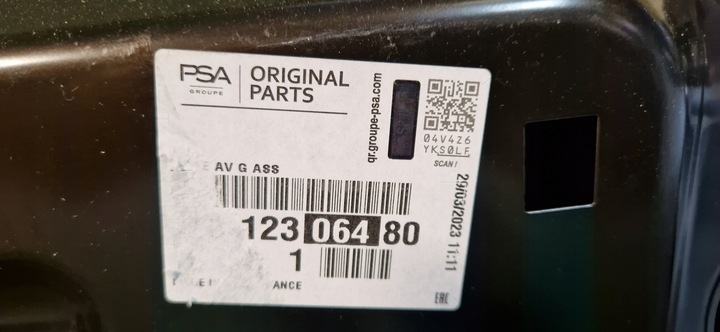 PSA
GROUPE
ORIGINAL
PARTS
qr.groupe-psa.com
04V4Z6
YKS0LF
SCAN !
AV G ASS
123 064 80
1
29/03/2023 11:11
EAC